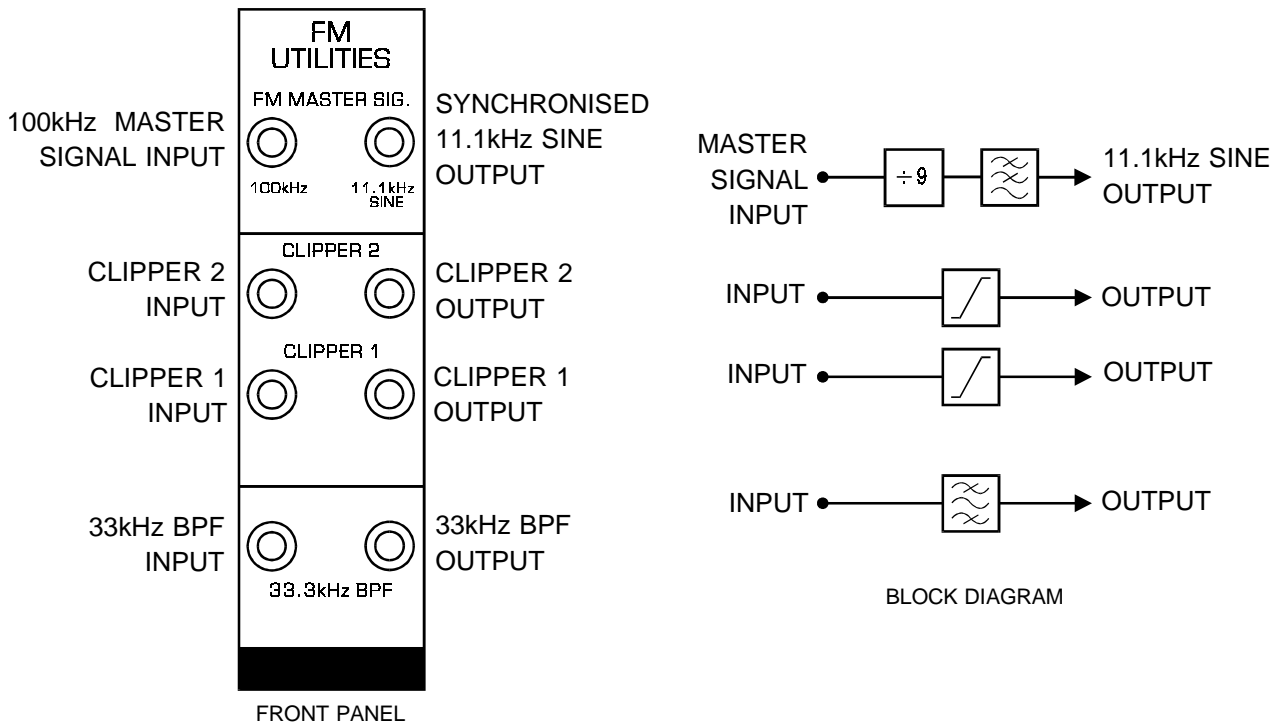 FM
UTILITIES
FM MASTER SIG.
100kHz MASTER
SIGNAL INPUT
SYNCHRONISED
11.1kHz SINE
OUTPUT
100kHz
11.1kHz
SINE
CLIPPER 2
CLIPPER 2
INPUT
CLIPPER 2
OUTPUT
CLIPPER 1
CLIPPER 1
INPUT
CLIPPER 1
OUTPUT
33kHz BPF
INPUT
33kHz BPF
OUTPUT
33.3kHz BPF
FRONT PANEL
MASTER
SIGNAL
INPUT
÷9
11.1kHz SINE
OUTPUT
INPUT
OUTPUT
INPUT
OUTPUT
INPUT
OUTPUT
BLOCK DIAGRAM